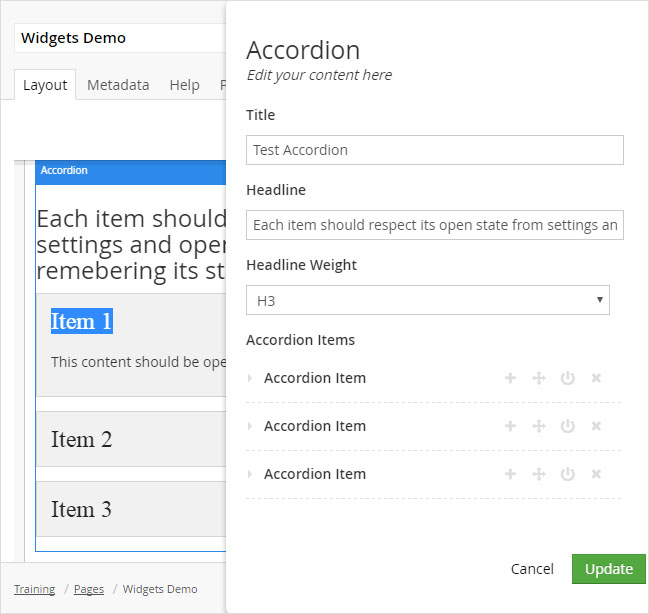 Widgets Demo
Layout Metadata Help P
Accordion
Each item should
settings and oper
remebering its st
Item 1
This content should be ope
Item 2
Item 3
Training / Pages / Widgets Demo
Accordion
Edit your content here
Title
Test Accordion
Headline
Each item should respect its open state from settings an
Headline Weight
H3
Accordion Items
Accordion Item
Accordion Item
Accordion Item
Cancel Update